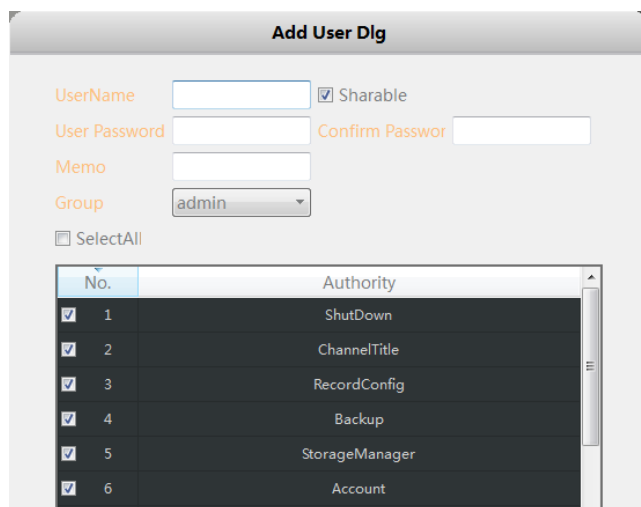 Add User Dlg
UserName Sharable
User Password Confirm Passwor
Memo
Group admin
SelectAll
No. Authority
1 ShutDown
2 ChannelTitle
3 RecordConfig
4 Backup
5 StorageManager
6 Account